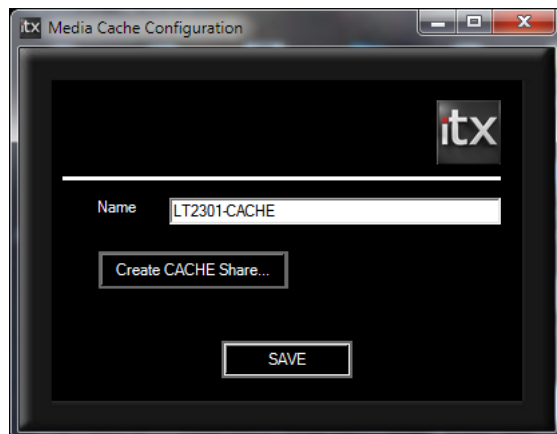 itx Media Cache Configuration
itx
Name LT2301-CACHE
Create CACHE Share...
SAVE